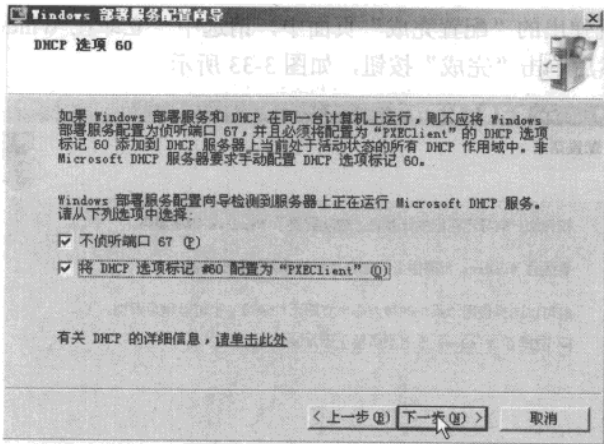 Windows 部署服务配置向导
DHCP 选项 60
如果 Windows 部署服务和 DHCP 在同一台计算机上运行，则不应将 Windows
部署服务配置为侦听端口 67，并且必须将配置为“PXEClient”的 DHCP 选项
标记 60 添加到 DHCP 服务器上当前处于活动状态的所有 DHCP 作用域中。非
Microsoft DHCP 服务器要求手动配置 DHCP 选项标记 60。
Windows 部署服务配置向导检测到服务器上正在运行 Microsoft DHCP 服务。
请从下列选项中选择:
不侦听端口 67 (P)
将 DHCP 选项标记 #60 配置为“PXEClient”(O)
有关 DHCP 的详细信息，请单击此处
< 上一步(B) 下一步(N) > 取消